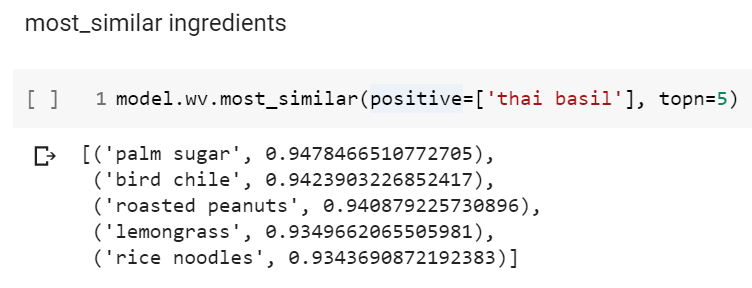 most_similar ingredients
[ ] 1 model.wv.most_similar(positive=['thai basil'], topn=5)
[('palm sugar', 0.9478466510772705),
('bird chile', 0.9423903226852417),
('roasted peanuts', 0.940879225730896),
('lemongrass', 0.9349662065505981),
('rice noodles', 0.9343690872192383)]